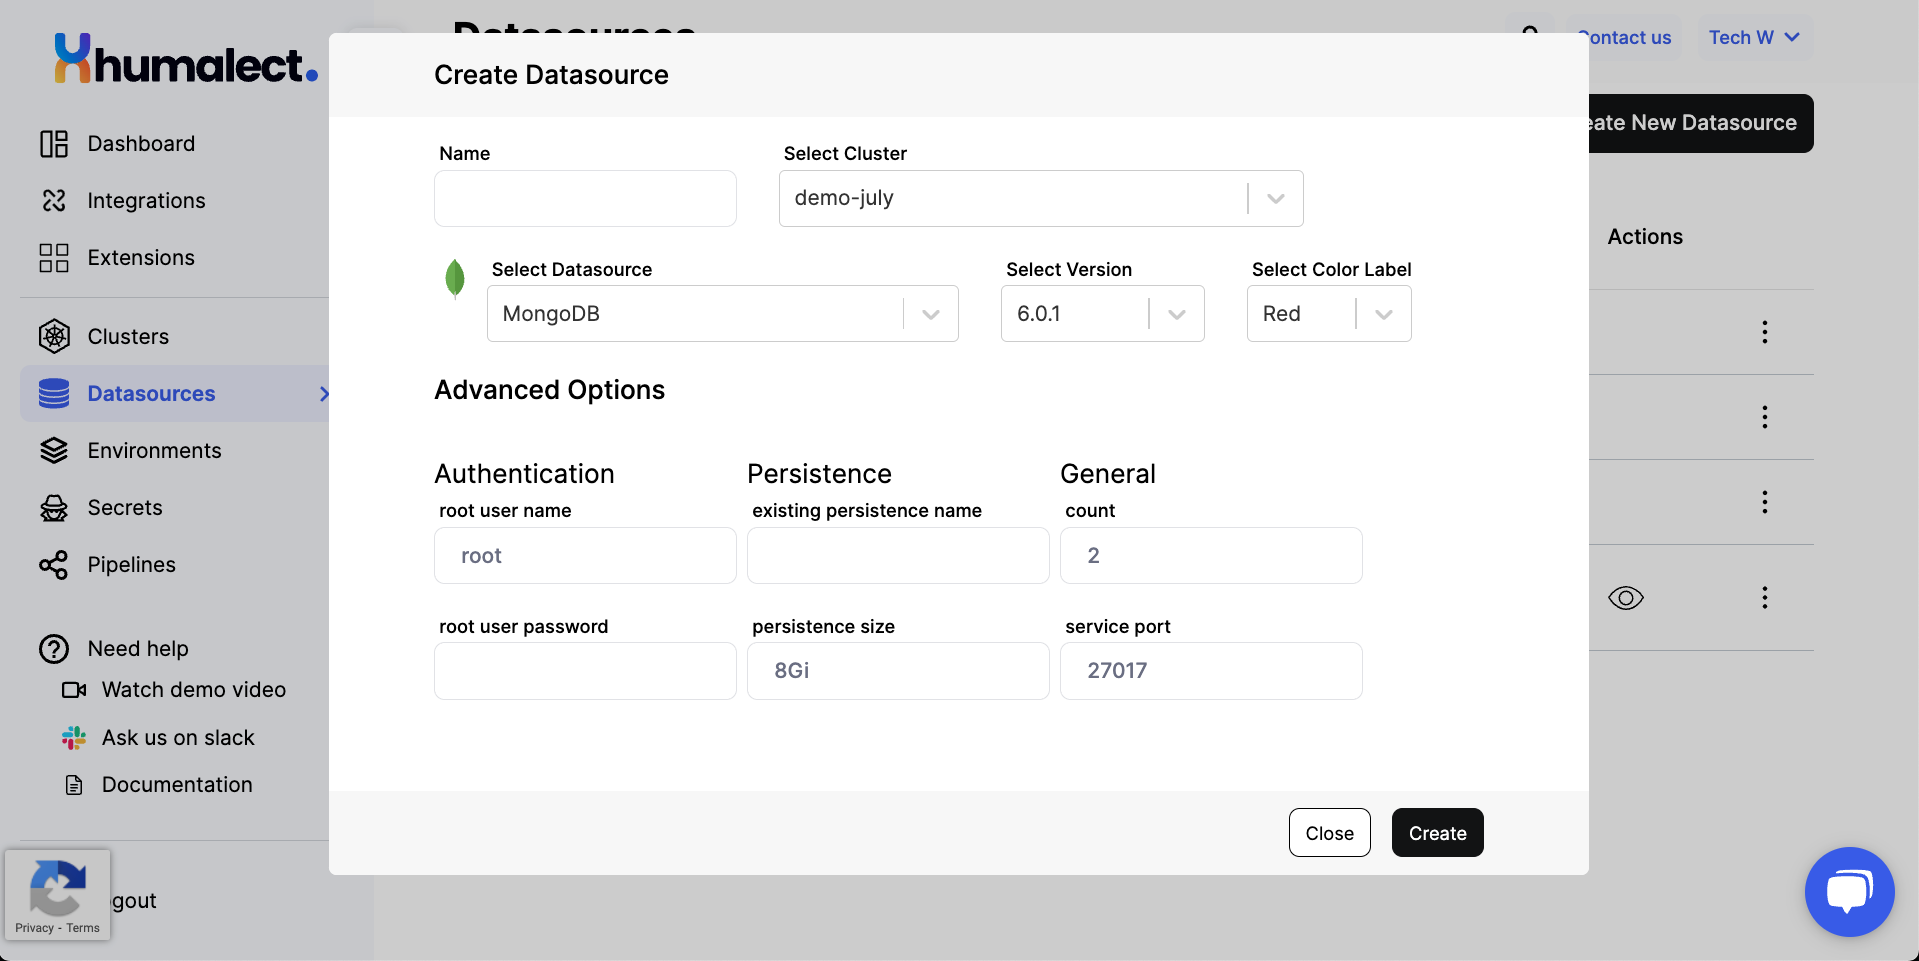 humalect.
Dashboard
Integrations
Extensions
Clusters
Datasources
Environments
Secrets
Pipelines
Need help
Watch demo video
Ask us on slack
Documentation
ogout
Privacy - Terms
Datasources
Contact us
Tech W
eate New Datasource
Actions
Create Datasource
Name
Select Cluster
demo-july
Select Datasource
Select Version
Select Color Label
MongoDB
6.0.1
Red
Advanced Options
Authentication
Persistence
General
root user name
existing persistence name
count
root
2
root user password
persistence size
service port
8Gi
27017
Close
Create